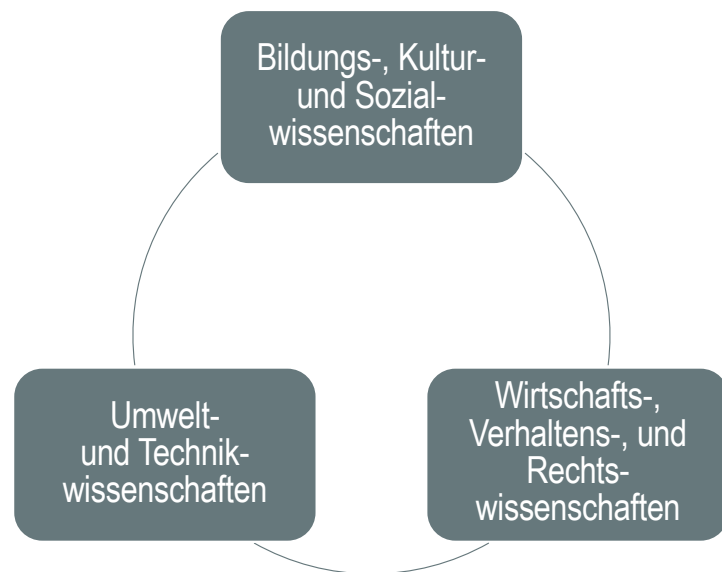 Bildungs-, Kultur-
und Sozial-
wissenschaften
Umwelt-
und Technik-
wissenschaften
Wirtschafts-,
Verhaltens-, und
Rechts-
wissenschaften